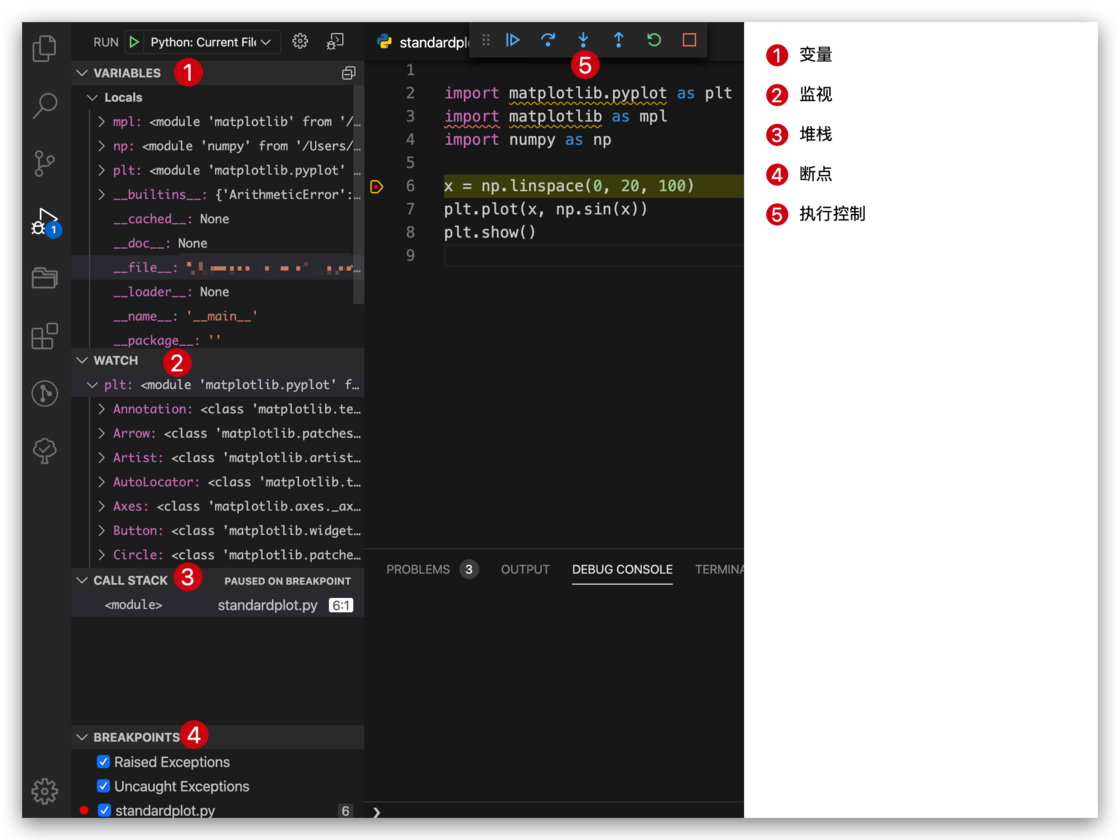 RUN Python: Current Fil
VARIABLES 1
Locals
mpl: <module 'matplotlib' from '/…
np: <module 'numpy' from '/Users/…
plt: <module 'matplotlib.pyplot' …
__builtins__: {'ArithmeticError':…
__cached__: None
__doc__: None
__file__: '
__loader__: None
__name__: '__main__'
__package__: ''
WATCH 2
plt: <module 'matplotlib.pyplot' f…
Annotation: <class 'matplotlib.te…
Arrow: <class 'matplotlib.patches…
Artist: <class 'matplotlib.artist…
AutoLocator: <class 'matplotlib.t…
Axes: <class 'matplotlib.axes._ax…
Button: <class 'matplotlib.widget…
Circle: <class 'matplotlib.patche…
CALL STACK 3 PAUSED ON BREAKPOINT
<module> standardplot.py 6:1
BREAKPOINTS 4
Raised Exceptions
Uncaught Exceptions
standardplot.py 6
1
standardpl
5
1
2 import matplotlib.pyplot as plt
3 import matplotlib as mpl
4 import numpy as np
5
6 x = np.linspace(0, 20, 100)
7 plt.plot(x, np.sin(x))
8 plt.show()
9
PROBLEMS 3 OUTPUT DEBUG CONSOLE TERMINA
1 变量
2 监视
3 堆栈
4 断点
5 执行控制